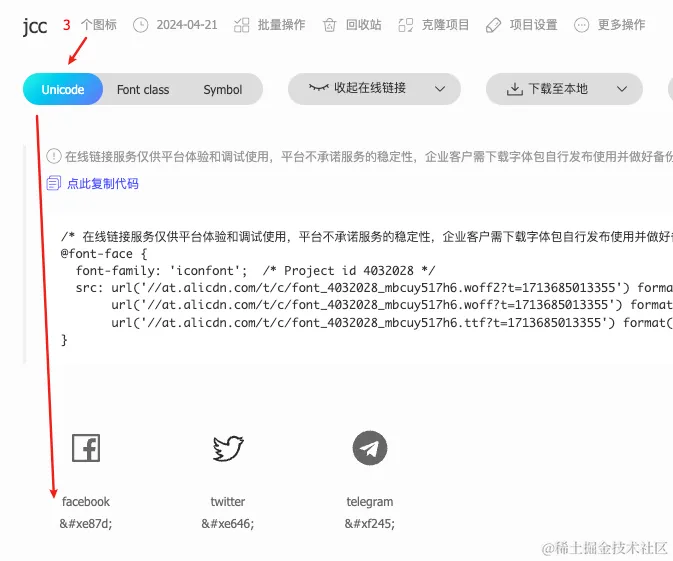 jcc 3 个图标 2024-04-21 批量操作 回收站 克隆项目 项目设置 更多操作
Unicode Font class Symbol 收起在线链接 下载至本地
在线链接服务仅供平台体验和调试使用，平台不承诺服务的稳定性，企业客户需下载字体包自行发布使用并做好备份
点此复制代码
/* 在线链接服务仅供平台体验和调试使用，平台不承诺服务的稳定性，企业客户需下载字体包自行发布使用并做好备
@font-face {
font-family: 'iconfont'; /* Project id 4032028 */
src: url('//at.alicdn.com/t/c/font_4032028_mbcuy517h6.woff2?t=1713685013355') forma
url('//at.alicdn.com/t/c/font_4032028_mbcuy517h6.woff?t=1713685013355') format
url('//at.alicdn.com/t/c/font_4032028_mbcuy517h6.ttf?t=1713685013355') format(
}
facebook twitter telegram
&#xe87d; &#xe646; &#xf245;
@稀土掘金技术社区